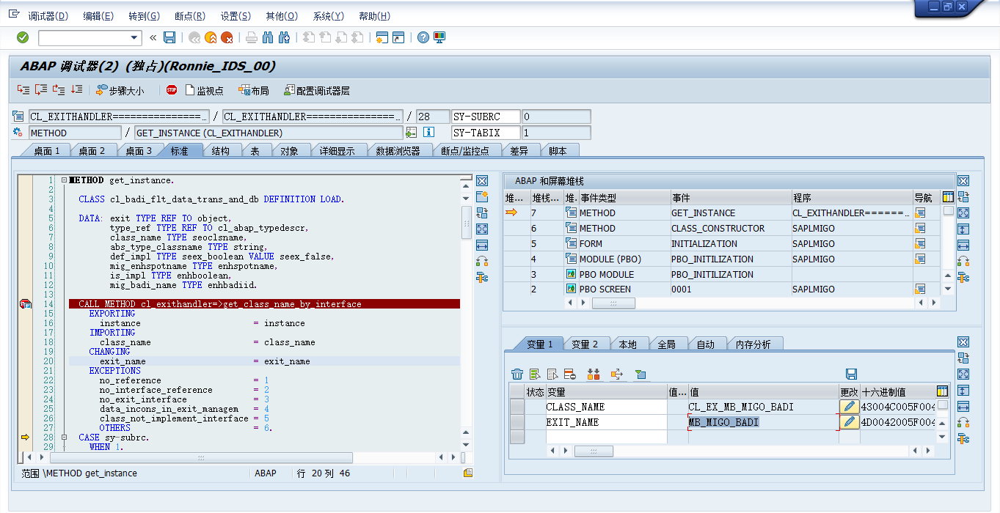 调试器(D) 编辑(E) 转到(G) 断点(R) 设置(S) 其他(O) 系统(Y) 帮助(H)
ABAP 调试器(2) (独占)(Ronnie_IDS_00)
步骤大小 STOP 监视点 布局 配置调试器层
CL_EXITHANDLER===============… / CL_EXITHANDLER===============… / 28 SY-SUBRC 0
METHOD / GET_INSTANCE (CL_EXITHANDLER) SY-TABIX 1
桌面 1 桌面 2 桌面 3 标准 结构 表 对象 详细显示 数据浏览器 断点/监控点 差异 脚本
1 METHOD get_instance.
2
3 CLASS cl_badi_flt_data_trans_and_db DEFINITION LOAD.
4
5 DATA: exit TYPE REF TO object,
6 type_ref TYPE REF TO cl_abap_typedescr,
7 class_name TYPE seoclsname,
8 abs_type_classname TYPE string,
9 def_impl TYPE seex_boolean VALUE seex_false,
10 mig_enhspotname TYPE enhspotname,
11 is_impl TYPE enhboolean,
12 mig_badi_name TYPE enhbadiid.
13
14 CALL METHOD cl_exithandler=>get_class_name_by_interface
15 EXPORTING
16 instance = instance
17 IMPORTING
18 class_name = class_name
19 CHANGING
20 exit_name = exit_name
21 EXCEPTIONS
22 no_reference = 1
23 no_interface_reference = 2
24 no_exit_interface = 3
25 data_incons_in_exit_managem = 4
26 class_not_implement_interface = 5
27 OTHERS = 6.
28 CASE sy-subrc.
29 WHEN 1.
范围 \METHOD get_instance ABAP 行 20 列 46
ABAP 和屏幕堆栈
堆... 堆栈... 堆. 事件类型 事件 程序 导航
7 METHOD GET_INSTANCE CL_EXITHANDLER======…
6 METHOD CLASS_CONSTRUCTOR SAPLMIGO
5 FORM INITIALIZATION SAPLMIGO
4 MODULE (PBO) PBO_INITILIZATION SAPLMIGO
3 PBO MODULE PBO_INITILIZATION
2 PBO SCREEN 0001 SAPLMIGO
变量 1 变量 2 本地 全局 自动 内存分析
状态 变量 值... 值 更改 十六进制值
CLASS_NAME CL_EX_MB_MIGO_BADI 43004C005F004
EXIT_NAME MB_MIGO_BADI 4D0042005F004